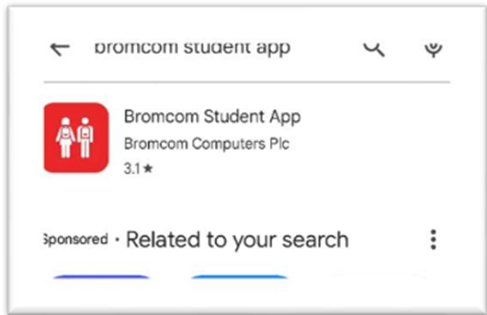 bromcom student app
Bromcom Student App
Bromcom Computers Plc
3.1★
Sponsored · Related to your search